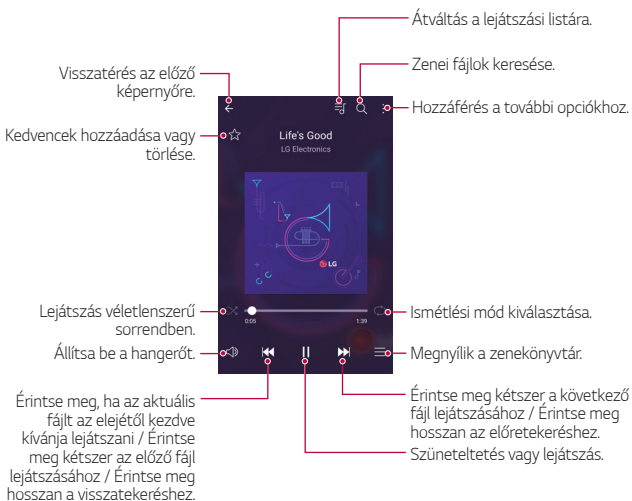 Átváltás a lejátszási listára.
Zenei fájlok keresése.
Hozzáférés a további opciókhoz.
Visszatérés az előző
képernyőre.
Kedvencek hozzáadása vagy
törlése.
Life's Good
LG Electronics
LG
Lejátszás véletlenszerű
sorrendben.
0:05
1:39
Ismétlési mód kiválasztása.
Állítsa be a hangerőt.
Megnyílik a zenekönyvtár.
Érintse meg, ha az aktuális
fájlt az elejétől kezdve
kívánja lejátszani / Érintse
meg kétszer az előző fájl
lejátszásához / Érintse meg
hosszan a visszatekeréshez.
Érintse meg kétszer a következő
fájl lejátszásához / Érintse meg
hosszan az előretekeréshez.
Szüneteltetés vagy lejátszás.